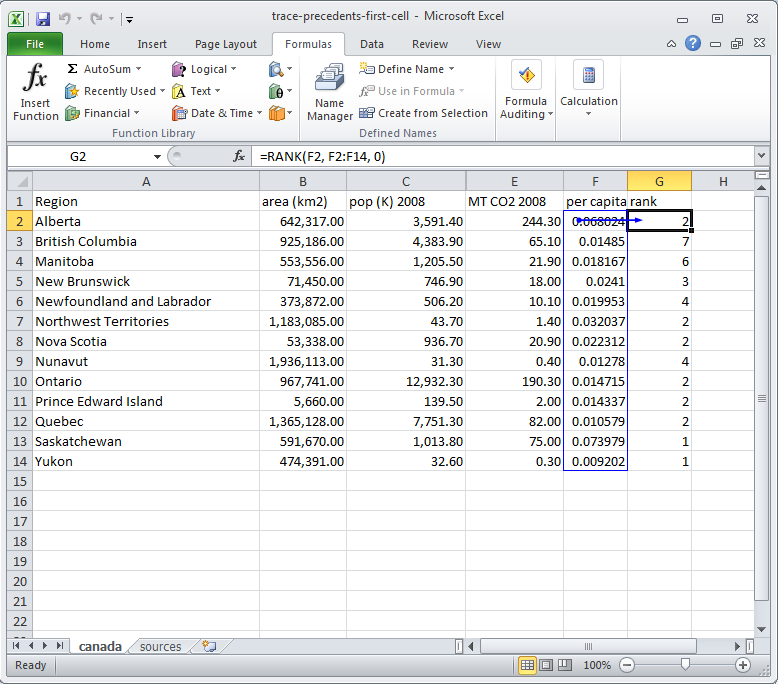 trace-precedents-first-cell - Microsoft Excel
File Home Insert Page Layout Formulas Data Review View
fx Insert Function
Σ AutoSum
Recently Used
Financial
Logical
A Text
Date & Time
Function Library
Name Manager
Define Name
Use in Formula
Create from Selection
Defined Names
Formula Auditing
Calculation
G2 fx =RANK(F2, F2:F14, 0)
A B C D E F G H
1 Region area (km2) pop (K) 2008 MT CO2 2008 per capita rank
2 Alberta 642,317.00 3,591.40 244.30 0.068024 2
3 British Columbia 925,186.00 4,383.90 65.10 0.01485 7
4 Manitoba 553,556.00 1,205.50 21.90 0.018167 6
5 New Brunswick 71,450.00 746.90 18.00 0.0241 3
6 Newfoundland and Labrador 373,872.00 506.20 10.10 0.019953 4
7 Northwest Territories 1,183,085.00 43.70 1.40 0.032037 2
8 Nova Scotia 53,338.00 936.70 20.90 0.022312 2
9 Nunavut 1,936,113.00 31.30 0.40 0.01278 4
10 Ontario 967,741.00 12,932.30 190.30 0.014715 2
11 Prince Edward Island 5,660.00 139.50 2.00 0.014337 2
12 Quebec 1,365,128.00 7,751.30 82.00 0.010579 2
13 Saskatchewan 591,670.00 1,013.80 75.00 0.073979 1
14 Yukon 474,391.00 32.60 0.30 0.009202 1
15
16
17
18
19
20
21
22
canada sources
Ready 100%